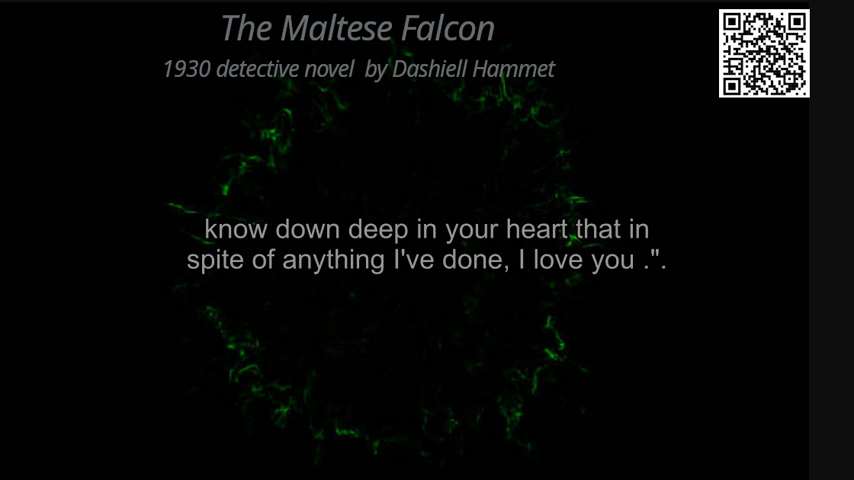 The Maltese Falcon
1930 detective novel by Dashiell Hammet
know down deep in your heart that in
spite of anything I've done, I love you .".